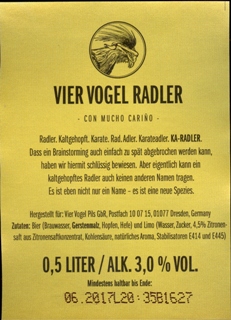 VIER VOGEL RADLER
- CON MUCHO CARIÑO -
Radler. Kaltgehopft. Karate. Rad. Adler. Karateadler. KA-RADLER.
Dass ein Brainstorming auch einfach zu spät abgebrochen werden kann,
haben wir hiermit schlüssig bewiesen. Aber eigentlich kann ein
kaltgehopftes Radler auch keinen anderen Namen tragen.
Es ist eben nicht nur ein Name – es ist eine neue Spezies.
Hergestellt für: Vier Vogel Pils GbR, Postfach 10 07 15, 01077 Dresden, Germany
Zutaten: Bier (Brauwasser, Gerstenmalz, Hopfen, Hefe) und Limo (Wasser, Zucker, 4,5% Zitronen-
saft aus Zitronensaftkonzentrat, Kohlensäure, natürliches Aroma, Stabilisatoren E414 und E445)
0,5 LITER / ALK. 3,0 % VOL.
Mindestens haltbar bis Ende:
06.2017L20:35B1627